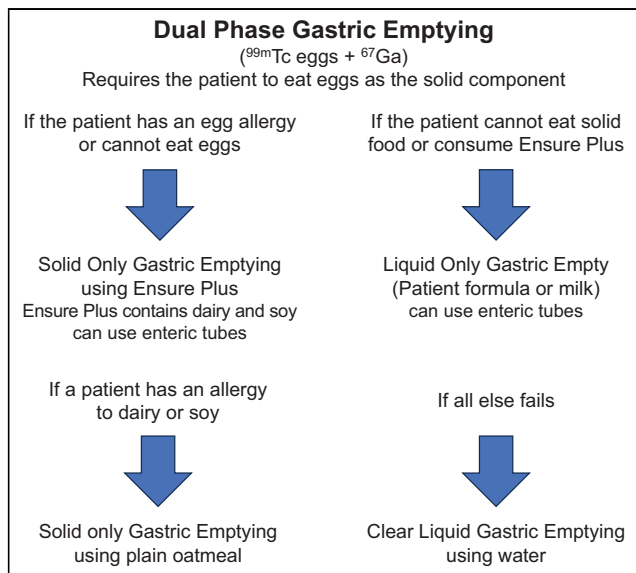 Dual Phase Gastric Emptying
(⁹⁹ᵐTc eggs + ⁶⁷Ga)
Requires the patient to eat eggs as the solid component
If the patient has an egg allergy
or cannot eat eggs
If the patient cannot eat solid
food or consume Ensure Plus
Solid Only Gastric Emptying
using Ensure Plus
Ensure Plus contains dairy and soy
can use enteric tubes
Liquid Only Gastric Empty
(Patient formula or milk)
can use enteric tubes
If a patient has an allergy
to dairy or soy
If all else fails
Solid only Gastric Emptying
using plain oatmeal
Clear Liquid Gastric Emptying
using water